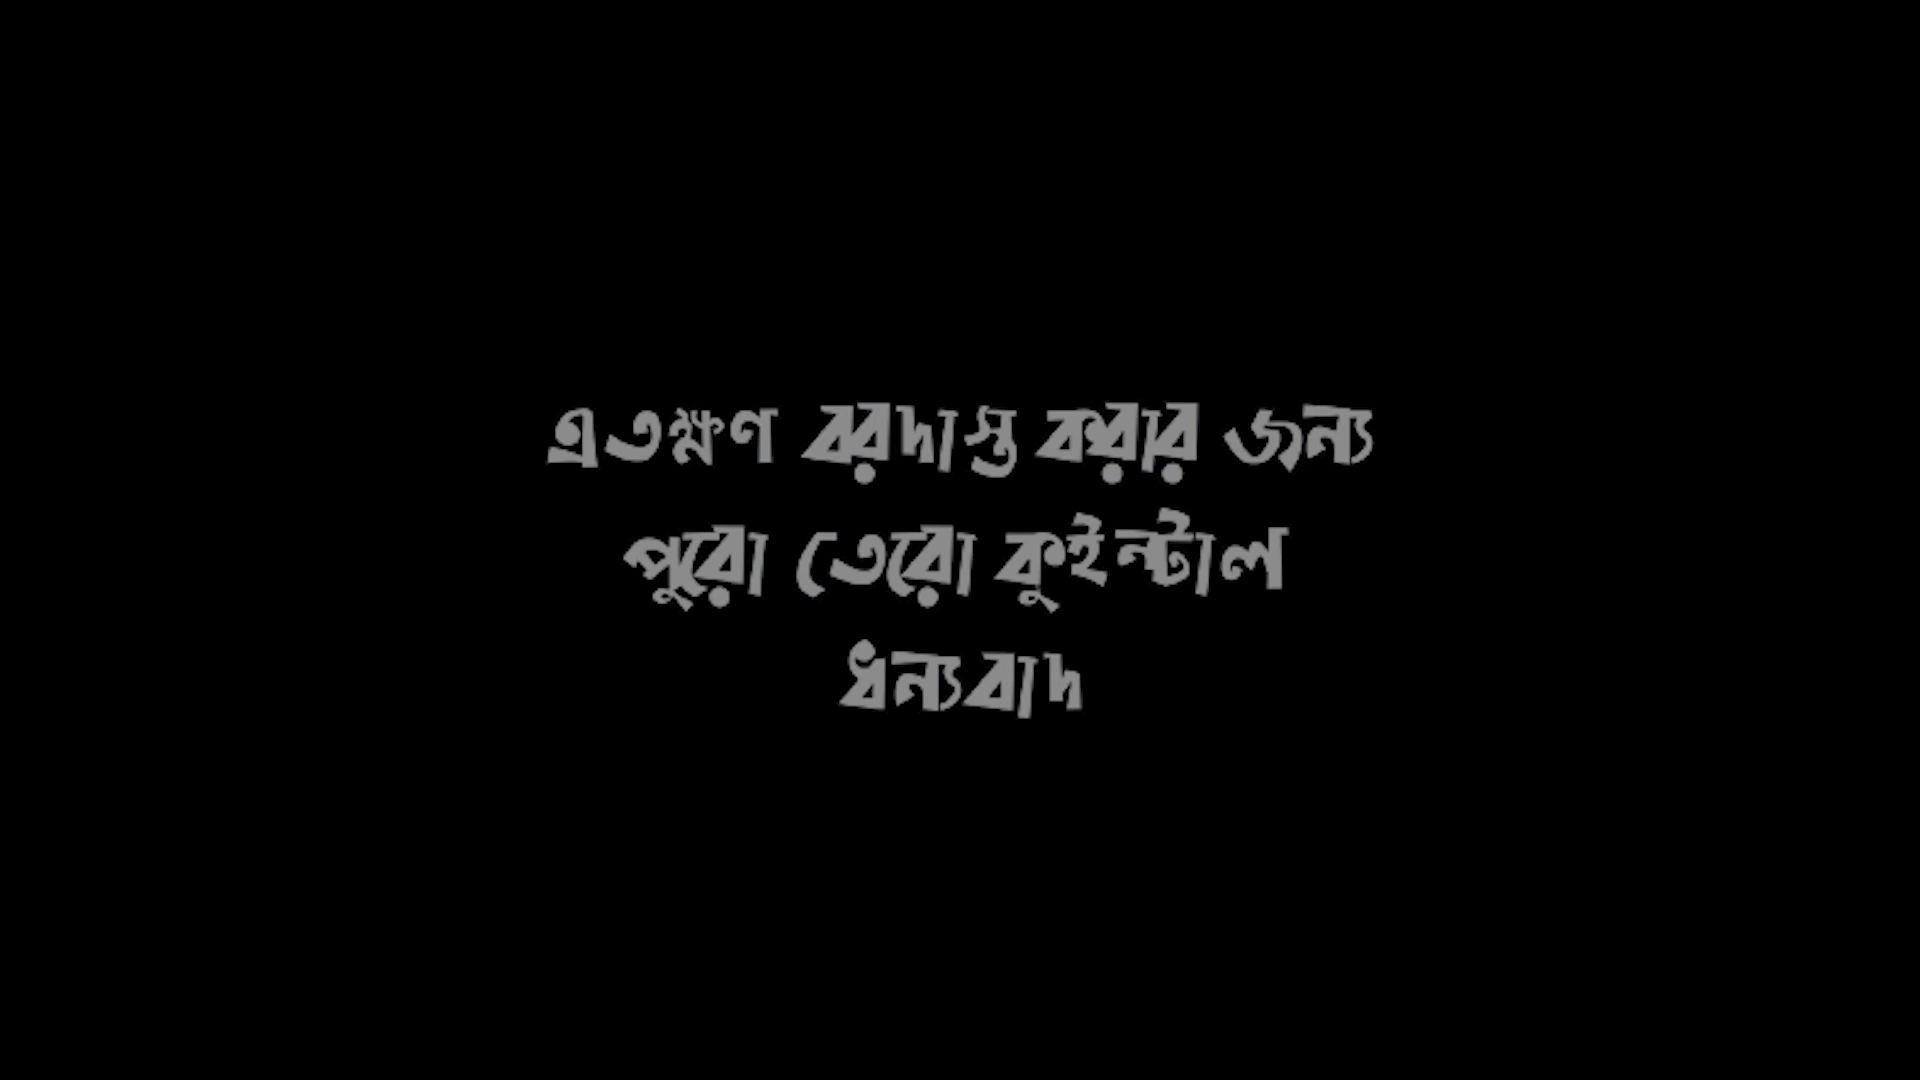 এতক্ষণ বরদাস্ত করার জন্য
পুরো তেরো কুইন্টাল
ধন্যবাদ